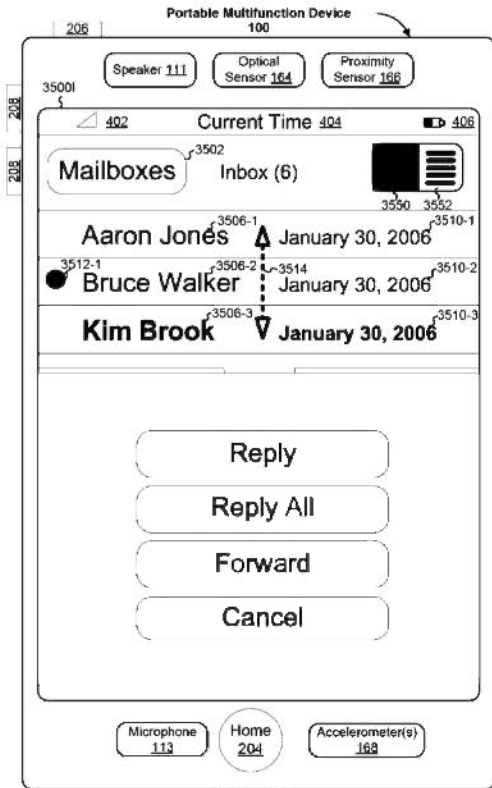 Portable Multifunction Device
100
206
Speaker 111
Optical Sensor 164
Proximity Sensor 166
208
3500I
402
Current Time 404
406
208
Mailboxes
3502
Inbox (6)
3550
3552
Aaron Jones
3506-1
January 30, 2006
3510-1
3512-1
Bruce Walker
3506-2
3514
January 30, 2006
3510-2
Kim Brook
3506-3
January 30, 2006
3510-3
Reply
Reply All
Forward
Cancel
Microphone 113
Home 204
Accelerometer(s) 168